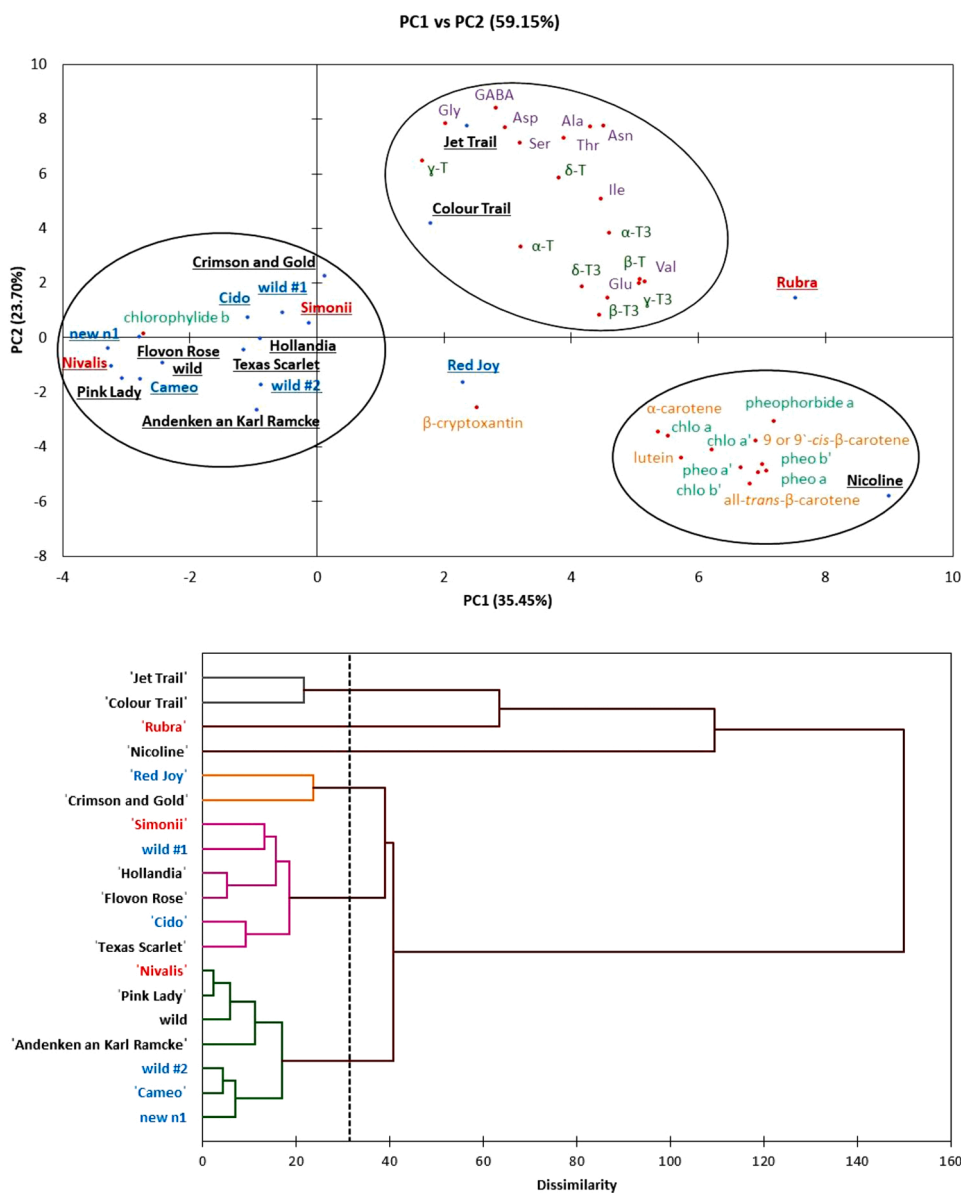 PC1 vs PC2 (59.15%)
10
8
6
4
2
0
-2
-4
-6
-8
PC2 (23.70%)
GABA
Gly
Asp
Ala
Asn
Jet Trail
Ser
Thr
ɣ-T
δ-T
Ile
Colour Trail
α-T
α-T3
Crimson and Gold
wild #1
δ-T3
β-T
Val
Cido
Simonii
Glu
ɣ-T3
Rubra
chlorophylide b
β-T3
new n1
Flovon Rose
Hollandia
Nivalis
wild
Texas Scarlet
Red Joy
Pink Lady
Cameo
wild #2
Andenken an Karl Ramcke
β-cryptoxantin
α-carotene
pheophorbide a
chlo a
chlo a'
9 or 9`-cis-β-carotene
lutein
pheo a'
pheo b'
pheo a
chlo b'
Nicoline
all-trans-β-carotene
-4
-2
0
2
4
6
8
10
PC1 (35.45%)
'Jet Trail'
'Colour Trail'
'Rubra'
'Nicoline'
'Red Joy'
'Crimson and Gold'
'Simonii'
wild #1
'Hollandia'
'Flovon Rose'
'Cido'
'Texas Scarlet'
'Nivalis'
'Pink Lady'
wild
'Andenken an Karl Ramcke'
wild #2
'Cameo'
new n1
0
20
40
60
80
100
120
140
160
Dissimilarity